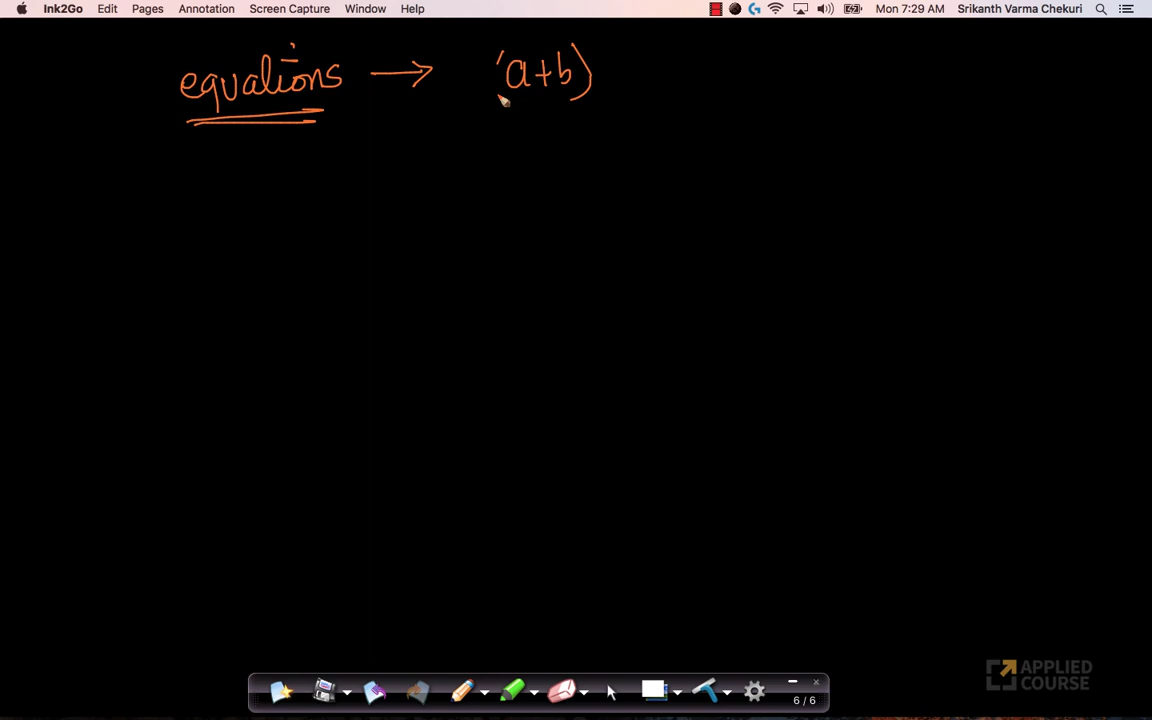 Ink2Go Edit Pages Annotation Screen Capture Window Help Mon 7:29 AM Srikanth Varma Chekuri
equations → (a+b)
APPLIED
COURSE
6/6